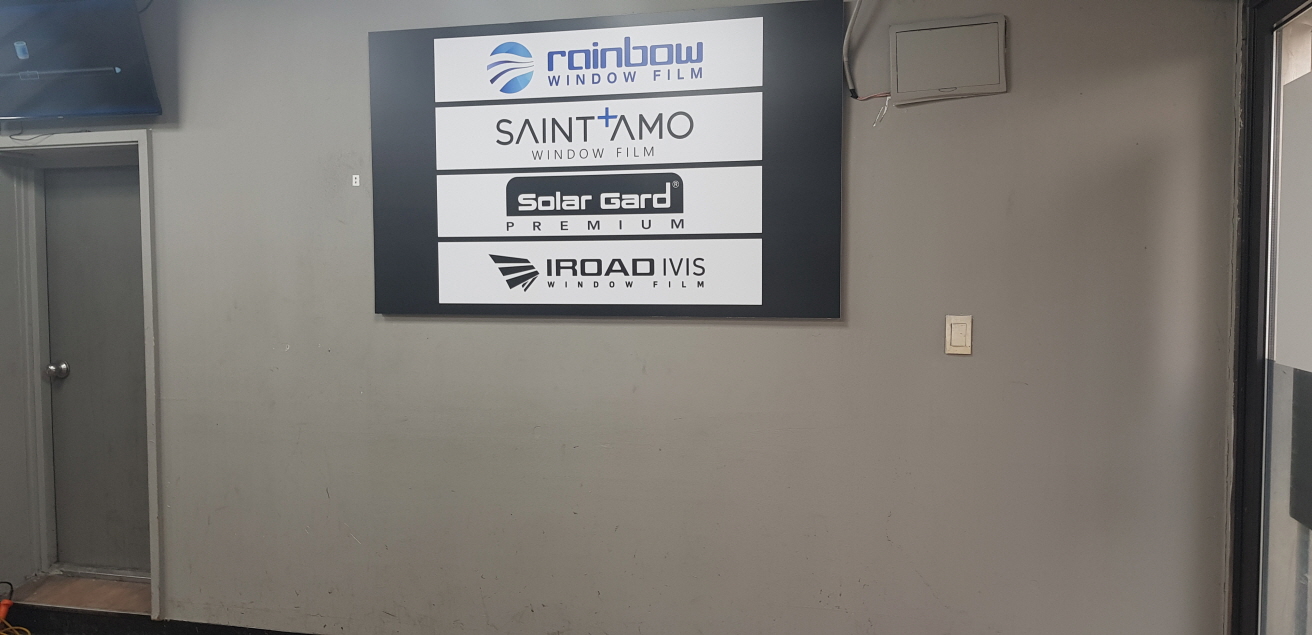 rainbow
WINDOW FILM
SAINT+AMO
WINDOW FILM
Solar Gard®
PREMIUM
IROAD IVIS
WINDOW FILM